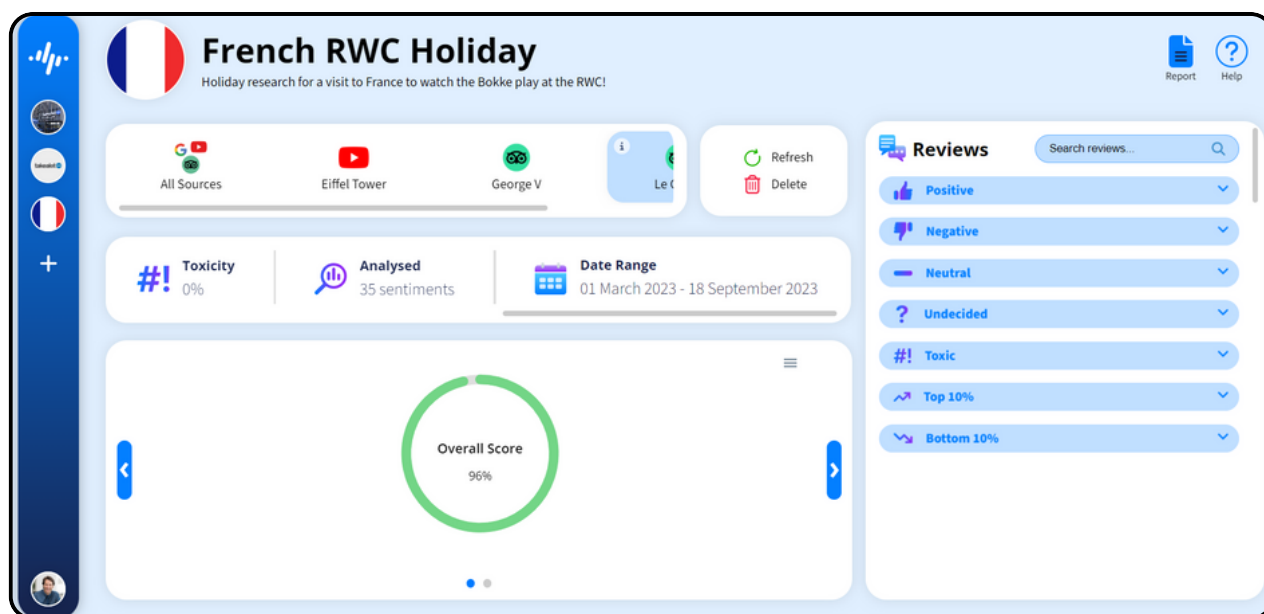 French RWC Holiday
Holiday research for a visit to France to watch the Bokke play at the RWC!
Report
Help
All Sources
Eiffel Tower
George V
i
Le
Refresh
Delete
#! Toxicity
0%
Analysed
35 sentiments
Date Range
01 March 2023 - 18 September 2023
Overall Score
96%
Reviews
Search reviews...
Positive
Negative
Neutral
? Undecided
#! Toxic
Top 10%
Bottom 10%